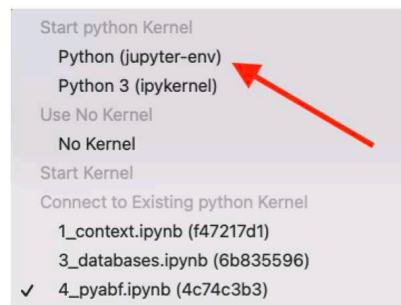 Start python Kernel
Python (jupyter-env)
Python 3 (ipykernel)
Use No Kernel
No Kernel
Start Kernel
Connect to Existing python Kernel
1_context.ipynb (f47217d1)
3_databases.ipynb (6b835596)
✓ 4_pyabf.ipynb (4c74c3b3)